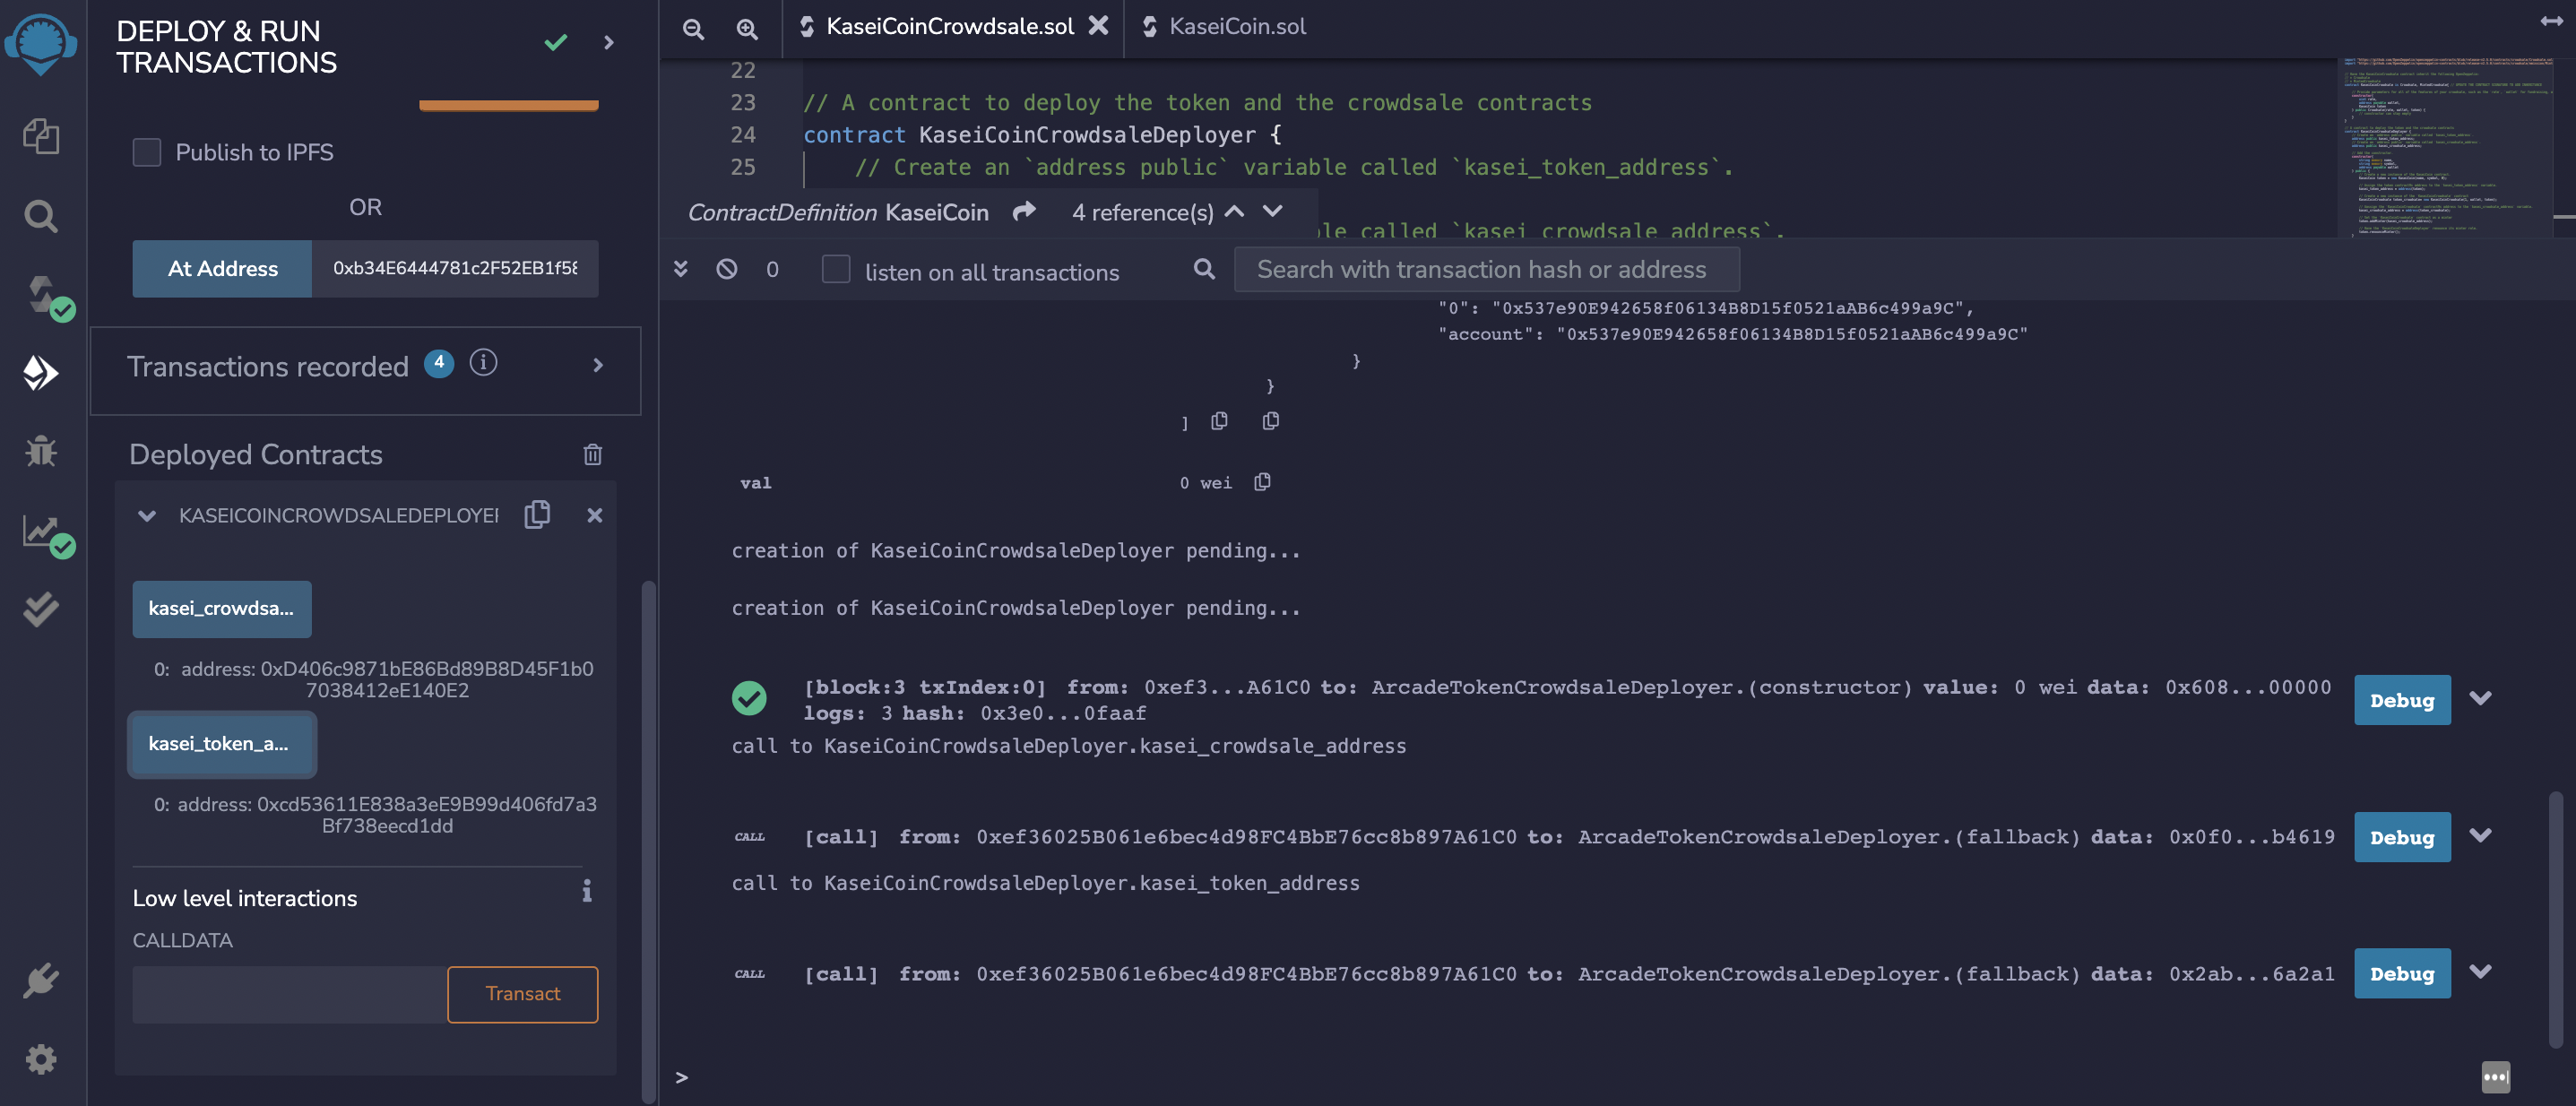 DEPLOY & RUN
TRANSACTIONS
Publish to IPFS
OR
At Address
0xb34E6444781c2F52EB1f58
Transactions recorded 4
Deployed Contracts
KASEICOINCROWDSALEDEPLOYER
kasei_crowdsa...
0: address: 0xD406c9871bE86Bd89B8D45F1b0
7038412eE140E2
kasei_token_a...
0: address: 0xcd53611E838a3eE9B99d406fd7a3
Bf738eecd1dd
Low level interactions
CALLDATA
Transact
KaseiCoinCrowdsale.sol
KaseiCoin.sol
22
23 // A contract to deploy the token and the crowdsale contracts
24 contract KaseiCoinCrowdsaleDeployer {
25 // Create an `address public` variable called `kasei_token_address`.
ContractDefinition KaseiCoin 4 reference(s)
ble called `kasei_crowdsale_address`.
0 listen on all transactions Search with transaction hash or address
"0": "0x537e90E942658f06134B8D15f0521aAB6c499a9C",
"account": "0x537e90E942658f06134B8D15f0521aAB6c499a9C"
}
}
]
val 0 wei
creation of KaseiCoinCrowdsaleDeployer pending...
creation of KaseiCoinCrowdsaleDeployer pending...
[block:3 txIndex:0] from: 0xef3...A61C0 to: ArcadeTokenCrowdsaleDeployer.(constructor) value: 0 wei data: 0x608...00000
logs: 3 hash: 0x3e0...0faaf
Debug
call to KaseiCoinCrowdsaleDeployer.kasei_crowdsale_address
CALL [call] from: 0xef36025B061e6bec4d98FC4BbE76cc8b897A61C0 to: ArcadeTokenCrowdsaleDeployer.(fallback) data: 0x0f0...b4619
Debug
call to KaseiCoinCrowdsaleDeployer.kasei_token_address
CALL [call] from: 0xef36025B061e6bec4d98FC4BbE76cc8b897A61C0 to: ArcadeTokenCrowdsaleDeployer.(fallback) data: 0x2ab...6a2a1
Debug
>